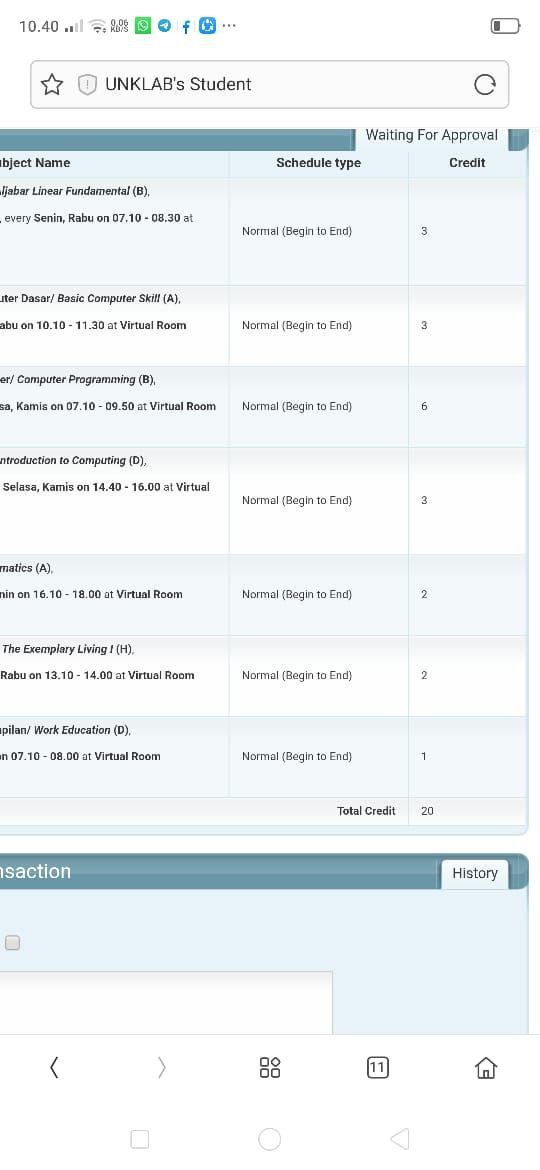 10.40
0,06 KB/S
UNKLAB's Student
Waiting For Approval
bject Name Schedule type Credit
ljabar Linear Fundamental (B),
, every Senin, Rabu on 07.10 - 08.30 at
Normal (Begin to End) 3
uter Dasar/ Basic Computer Skill (A),
abu on 10.10 - 11.30 at Virtual Room Normal (Begin to End) 3
er/ Computer Programming (B),
sa, Kamis on 07.10 - 09.50 at Virtual Room Normal (Begin to End) 6
ntroduction to Computing (D),
Selasa, Kamis on 14.40 - 16.00 at Virtual
Normal (Begin to End) 3
matics (A),
nin on 16.10 - 18.00 at Virtual Room Normal (Begin to End) 2
The Exemplary Living I (H),
Rabu on 13.10 - 14.00 at Virtual Room Normal (Begin to End) 2
pilan/ Work Education (D),
on 07.10 - 08.00 at Virtual Room Normal (Begin to End) 1
Total Credit 20
nsaction History
11